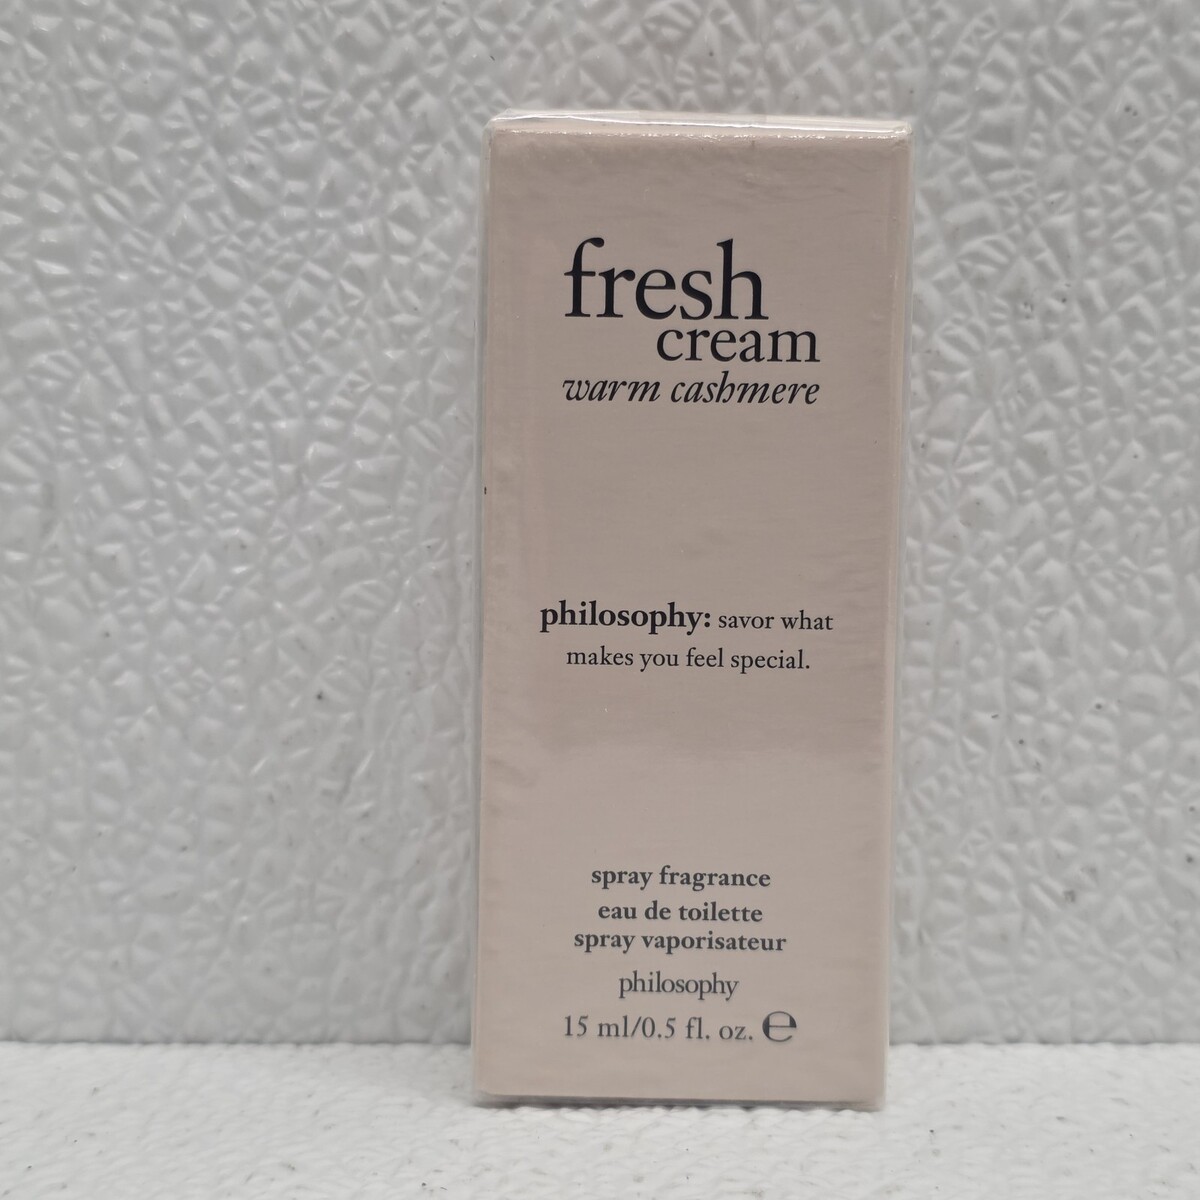 fresh
cream
warm cashmere
philosophy: savor what
makes you feel special.
spray fragrance
eau de toilette
spray vaporisateur
philosophy
15 ml/0.5 fl. oz. ℮